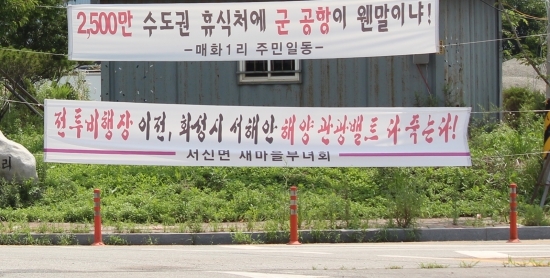 2,500만 수도권 휴식처에 군 공항이 웬말이냐!
-매화1리 주민일동-
전투비행장 이전, 화성시 서해안 해양 관광벨트 다 죽는다!
서신면 새마을부녀회
리